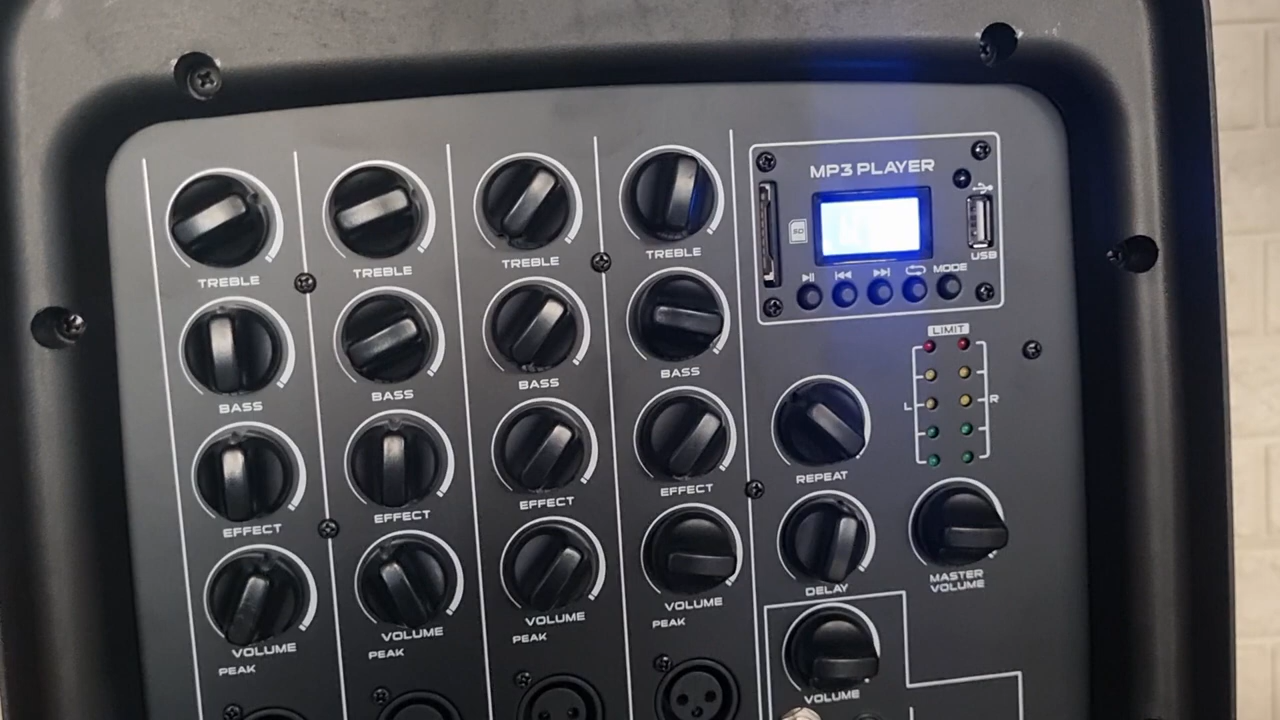 TREBLE
TREBLE
TREBLE
TREBLE
MP3 PLAYER
SD
USB
MODE
BASS
BASS
BASS
BASS
LIMIT
L
R
EFFECT
EFFECT
EFFECT
EFFECT
REPEAT
VOLUME
VOLUME
VOLUME
VOLUME
DELAY
MASTER
VOLUME
PEAK
PEAK
PEAK
PEAK
VOLUME